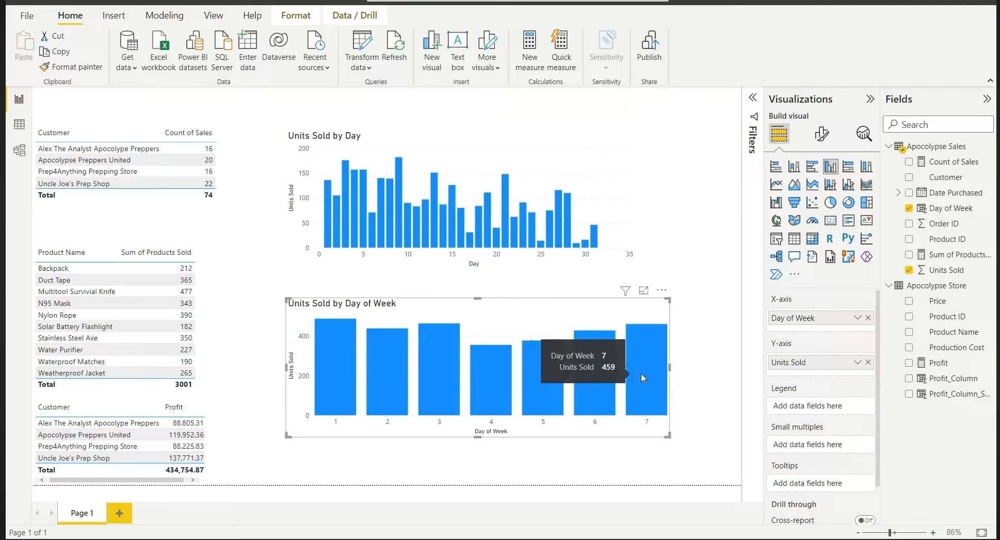 File Home Insert Modeling View Help Format Data / Drill
Paste
Cut
Copy
Format painter
Clipboard
Get data
Excel workbook
Power BI datasets
SQL Server
Enter data
Dataverse
Recent sources
Data
Transform data
Refresh
Queries
New visual
Text box
More visuals
Insert
New measure
Quick measure
Calculations
Sensitivity
Sensitivity
Publish
Share
Customer Count of Sales
Alex The Analyst Apocolype Preppers 16
Apocolypse Preppers United 20
Prep4Anything Prepping Store 16
Uncle Joe's Prep Shop 22
Total 74
Product Name Sum of Products Sold
Backpack 212
Duct Tape 365
Multitool Survivial Knife 477
N95 Mask 343
Nylon Rope 390
Solar Battery Flashlight 182
Stainless Steel Axe 350
Water Purifier 227
Waterproof Matches 190
Weatherproof Jacket 265
Total 3001
Customer Profit
Alex The Analyst Apocolype Preppers 88,805.31
Apocolypse Preppers United 119,952.36
Prep4Anything Prepping Store 88,225.83
Uncle Joe's Prep Shop 137,771.37
Total 434,754.87
Units Sold by Day
200
150
100
50
0
Units Sold
0 5 10 15 20 25 30 35
Day
Units Sold by Day of Week
400
200
0
Units Sold
Day of Week 7
Units Sold 459
1 2 3 4 5 6 7
Day of Week
Filters
Visualizations
Build visual
123
R Py
X-axis
Day of Week
Y-axis
Units Sold
Legend
Add data fields here
Small multiples
Add data fields here
Tooltips
Add data fields here
Drill through
Cross-report Off
Fields
Search
Apocolypse Sales
Count of Sales
Customer
Date Purchased
Day of Week
Order ID
Product ID
Sum of Products...
Units Sold
Apocolypse Store
Price
Product ID
Product Name
Production Cost
Profit
Profit_Column
Profit_Column_S...
Page 1
Page 1 of 1
86%